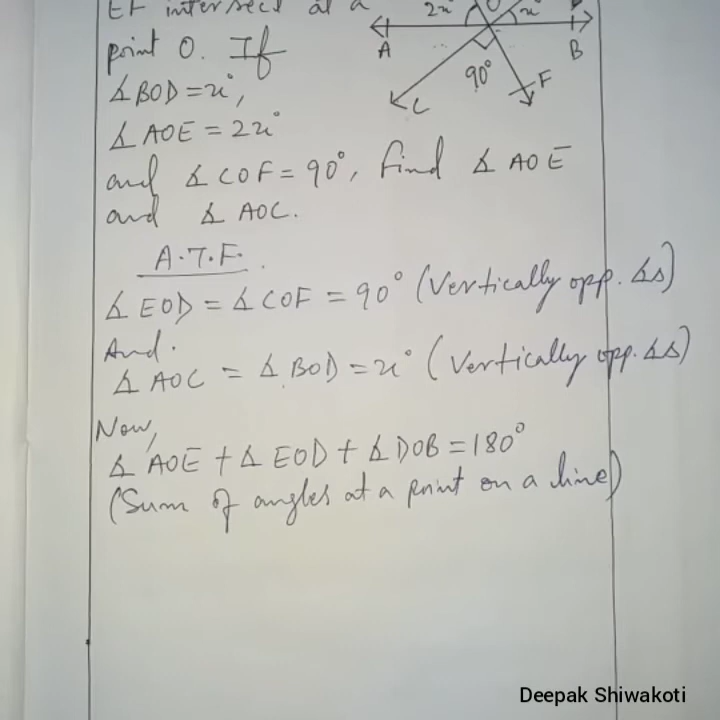 EF intersect at a
point O. If
∡BOD = x°,
∡AOE = 2x°
and ∡COF = 90°, find ∡AOE
and ∡AOC.
2x° O x°
A B
90° F
C
A.T.F.
∡EOD = ∡COF = 90° (Vertically opp. ∡s)
And.
∡AOC = ∡BOD = x° (Vertically opp. ∡s)
Now,
∡AOE + ∡EOD + ∡DOB = 180°
(Sum of angles at a point on a line)
Deepak Shiwakoti